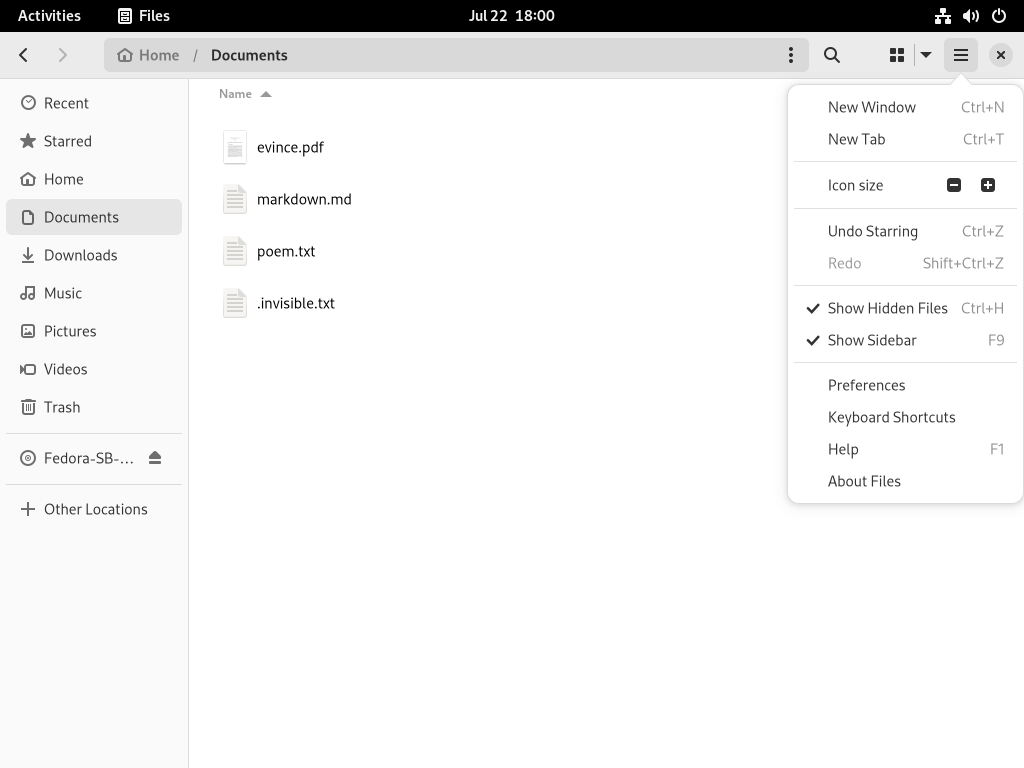 Activities Files Jul 22 18:00
Home / Documents
Recent
Starred
Home
Documents
Downloads
Music
Pictures
Videos
Trash
Fedora-SB-...
Other Locations
Name
evince.pdf
markdown.md
poem.txt
.invisible.txt
New Window Ctrl+N
New Tab Ctrl+T
Icon size
Undo Starring Ctrl+Z
Redo Shift+Ctrl+Z
Show Hidden Files Ctrl+H
Show Sidebar F9
Preferences
Keyboard Shortcuts
Help F1
About Files